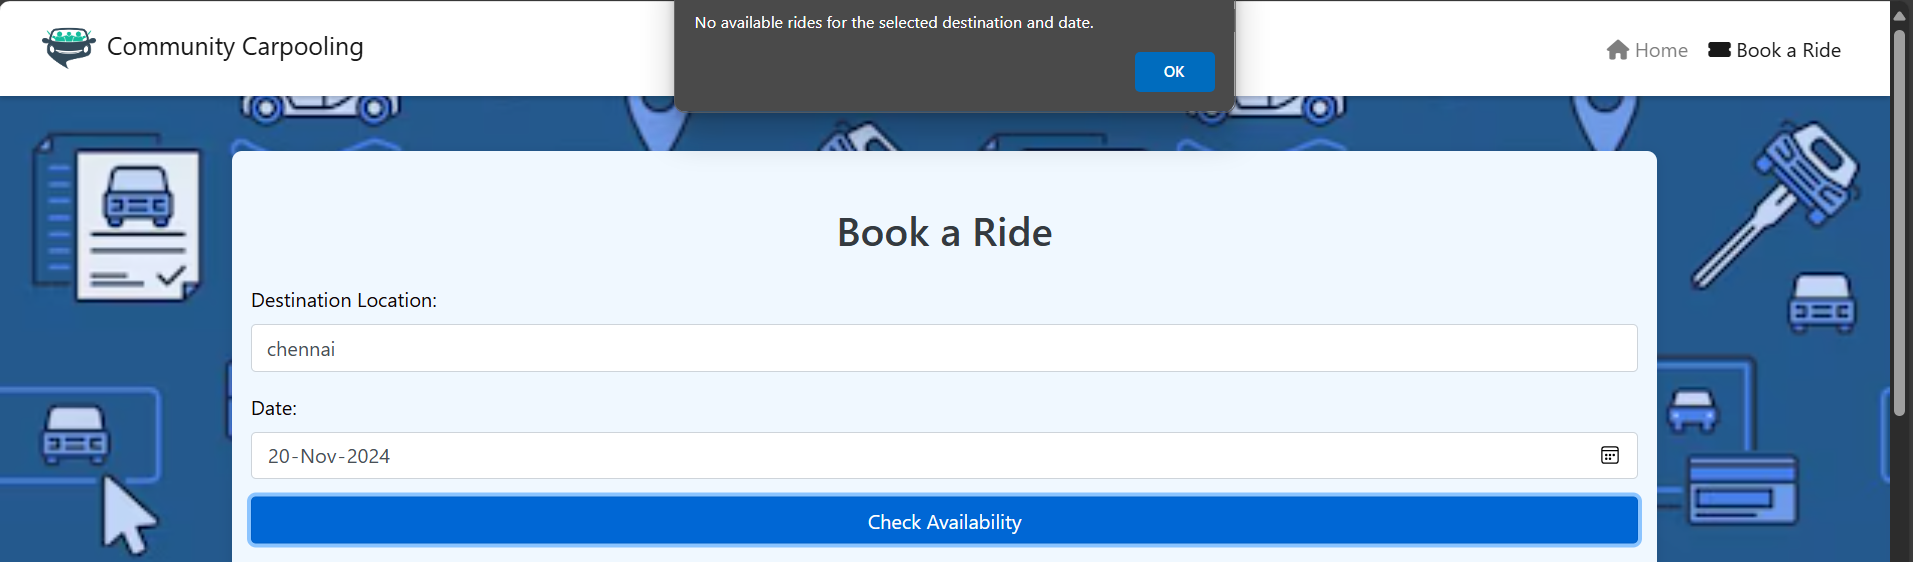 No available rides for the selected destination and date.
OK
Community Carpooling
Home
Book a Ride
Book a Ride
Destination Location:
chennai
Date:
20-Nov-2024
Check Availability